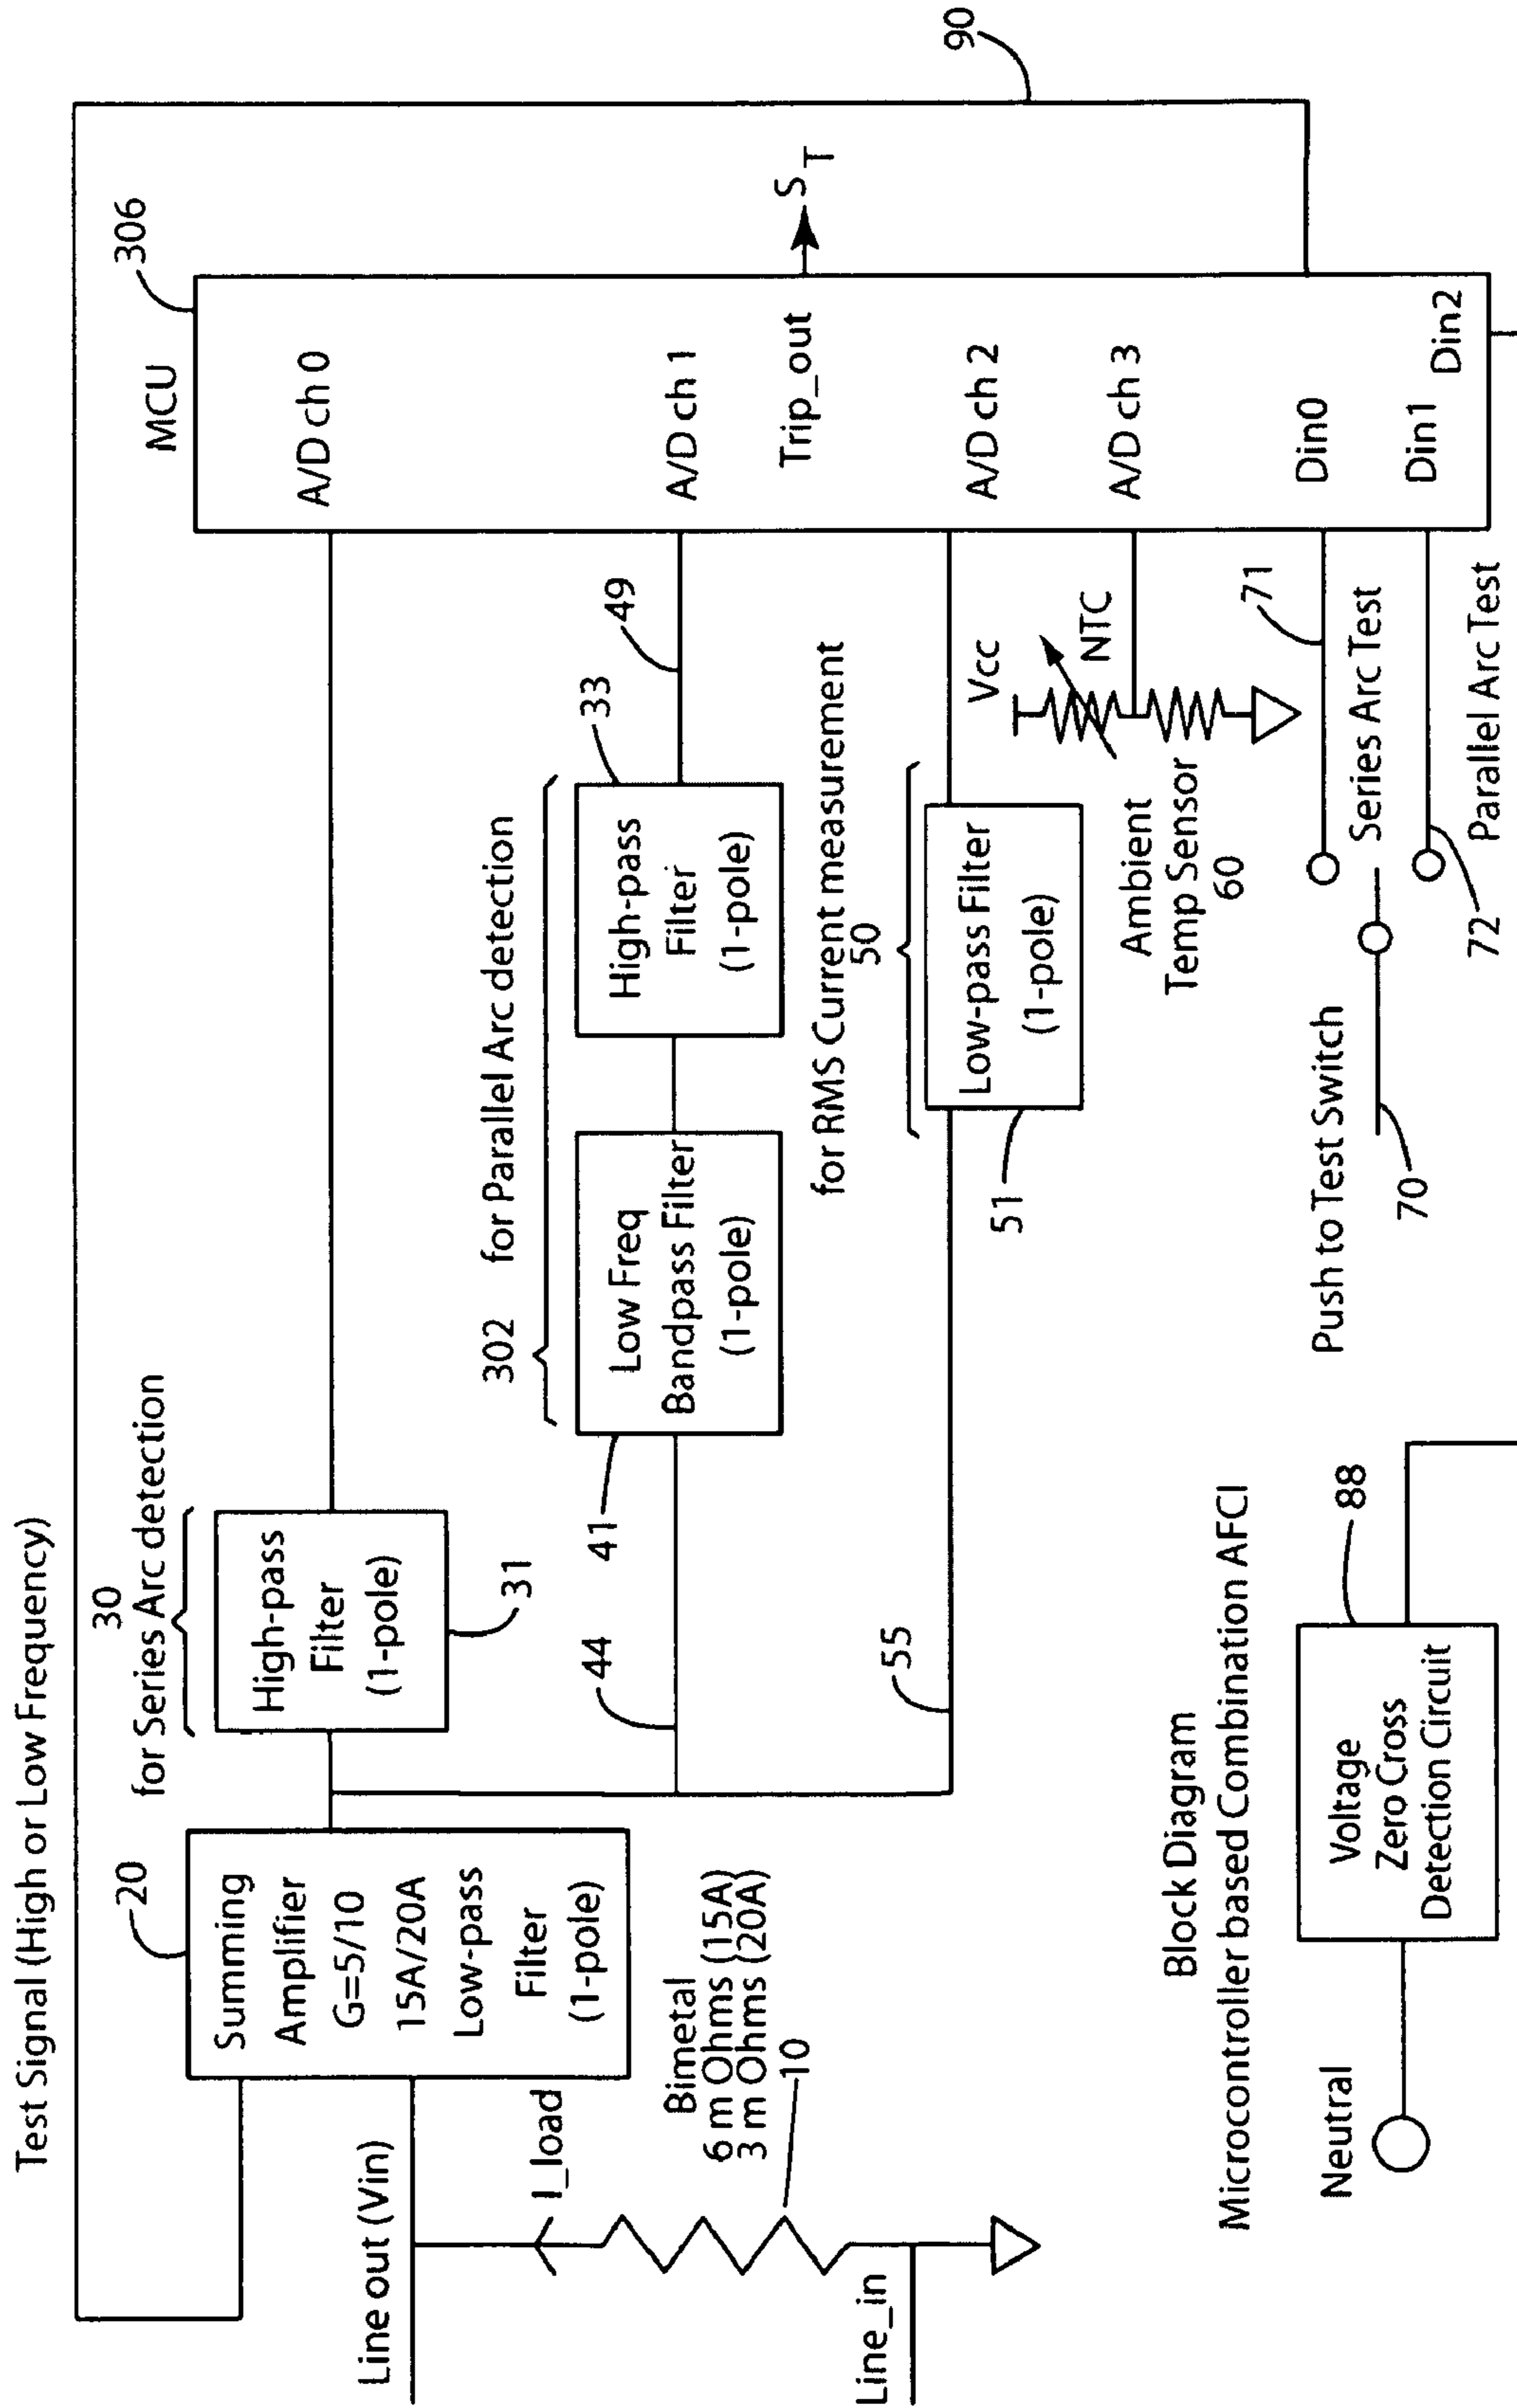 Test Signal (High or Low Frequency)
90
306
MCU
A/D ch 0
A/D ch 1
Trip_out
S T
A/D ch 2
A/D ch 3
Din0
Din1
Din2
20
Summing
Amplifier
G=5/10
15A/20A
Low-pass
Filter
(1-pole)
30
for Series Arc detection
High-pass
Filter
(1-pole)
31
302
for Parallel Arc detection
Low Freq
Bandpass Filter
(1-pole)
41
High-pass
Filter
(1-pole)
33
49
44
for RMS Current measurement
50
Low-pass Filter
(1-pole)
51
55
Line out (Vin)
I_load
Bimetal
6 m Ohms (15A)
3 m Ohms (20A)
10
Line_in
Vcc
NTC
Ambient
Temp Sensor
60
71
Series Arc Test
72
Parallel Arc Test
Push to Test Switch
70
Block Diagram
Microcontroller based Combination AFCI
Neutral
Voltage
Zero Cross
Detection Circuit
88